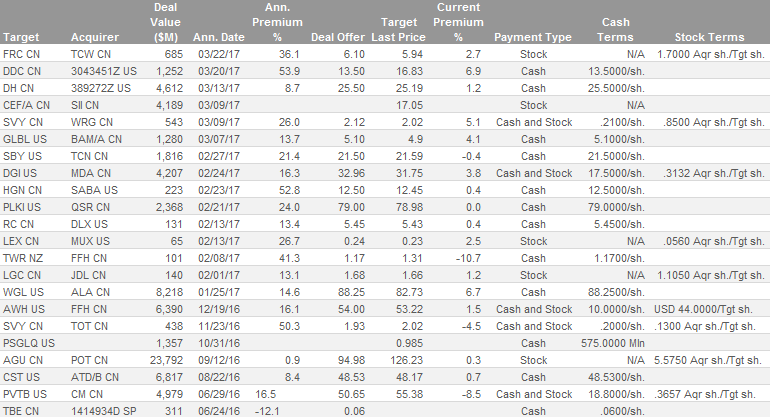 Deal Ann. Target Current
Value Premium Last Price Premium Cash
Target Acquirer ($M) Ann. Date % Deal Offer % Payment Type Terms Stock Terms
FRC CN TCW CN 685 03/22/17 36.1 6.10 5.94 2.7 Stock N/A 1.7000 Aqr sh./Tgt sh.
DDC CN 3043451Z US 1,252 03/20/17 53.9 13.50 16.83 6.9 Cash 13.5000/sh.
DH CN 389272Z US 4,612 03/13/17 8.7 25.50 25.19 1.2 Cash 25.5000/sh.
CEF/A CN SII CN 4,189 03/09/17 17.05 Stock N/A
SVY CN WRG CN 543 03/09/17 26.0 2.12 2.02 5.1 Cash and Stock .2100/sh. .8500 Aqr sh./Tgt sh.
GLBL US BAM/A CN 1,280 03/07/17 13.7 5.10 4.9 4.1 Cash 5.1000/sh.
SBY US TCN CN 1,816 02/27/17 21.4 21.50 21.59 -0.4 Cash 21.5000/sh.
DGI US MDA CN 4,207 02/24/17 16.3 32.96 31.75 3.8 Cash and Stock 17.5000/sh. .3132 Aqr sh./Tgt sh.
HGN CN SABA US 223 02/23/17 52.8 12.50 12.45 0.4 Cash 12.5000/sh.
PLKI US QSR CN 2,368 02/21/17 24.0 79.00 78.98 0.0 Cash 79.0000/sh.
RC CN DLX US 131 02/13/17 13.4 5.45 5.43 0.4 Cash 5.4500/sh.
LEX CN MUX US 65 02/13/17 26.7 0.24 0.23 2.5 Stock N/A .0560 Aqr sh./Tgt sh.
TWR NZ FFH CN 101 02/08/17 41.3 1.17 1.31 -10.7 Cash 1.1700/sh.
LGC CN JDL CN 140 02/01/17 13.1 1.68 1.66 1.2 Stock N/A 1.1050 Aqr sh./Tgt sh.
WGL US ALA CN 8,218 01/25/17 14.6 88.25 82.73 6.7 Cash 88.2500/sh.
AWH US FFH CN 6,390 12/19/16 16.1 54.00 53.22 1.5 Cash and Stock 10.0000/sh. USD 44.0000/Tgt sh.
SVY CN TOT CN 438 11/23/16 50.3 1.93 2.02 -4.5 Cash and Stock .2000/sh. .1300 Aqr sh./Tgt sh.
PSGLQ US 1,357 10/31/16 0.985 Cash 575.0000 Mln
AGU CN POT CN 23,792 09/12/16 0.9 94.98 126.23 0.3 Stock N/A 5.5750 Aqr sh./Tgt sh.
CST US ATD/B CN 6,817 08/22/16 8.4 48.53 48.17 0.7 Cash 48.5300/sh.
PVTB US CM CN 4,979 06/29/16 16.5 50.65 55.38 -8.5 Cash and Stock 18.8000/sh. .3657 Aqr sh./Tgt sh.
TBE CN 1414934D SP 311 06/24/16 -12.1 0.06 Cash .0600/sh.